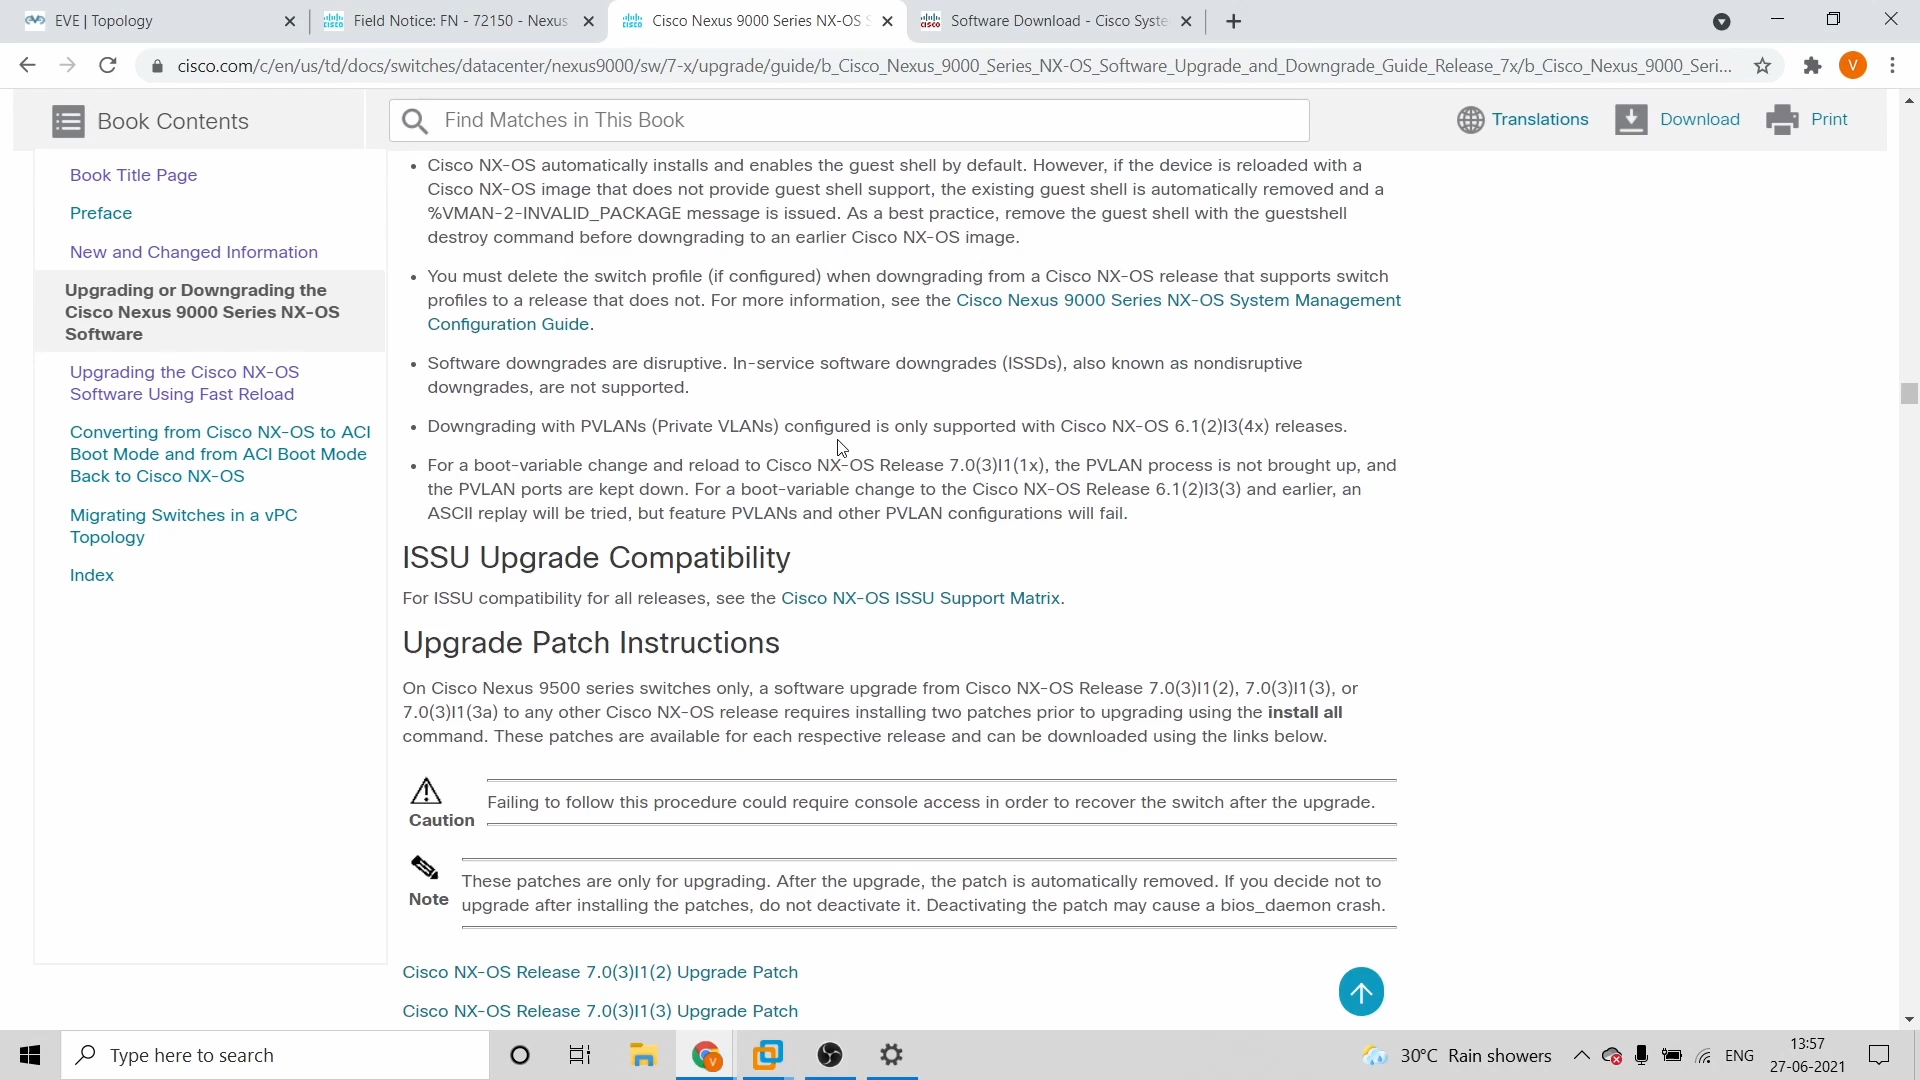 EVE | Topology
Field Notice: FN - 72150 - Nexus
Cisco Nexus 9000 Series NX-OS S
Software Download - Cisco Syste
cisco.com/c/en/us/td/docs/switches/datacenter/nexus9000/sw/7-x/upgrade/guide/b_Cisco_Nexus_9000_Series_NX-OS_Software_Upgrade_and_Downgrade_Guide_Release_7x/b_Cisco_Nexus_9000_Seri...
V
Book Contents
Find Matches in This Book
Translations
Download
Print
Book Title Page
Preface
New and Changed Information
Upgrading or Downgrading the
Cisco Nexus 9000 Series NX-OS
Software
Upgrading the Cisco NX-OS
Software Using Fast Reload
Converting from Cisco NX-OS to ACI
Boot Mode and from ACI Boot Mode
Back to Cisco NX-OS
Migrating Switches in a vPC
Topology
Index
• Cisco NX-OS automatically installs and enables the guest shell by default. However, if the device is reloaded with a
Cisco NX-OS image that does not provide guest shell support, the existing guest shell is automatically removed and a
%VMAN-2-INVALID_PACKAGE message is issued. As a best practice, remove the guest shell with the guestshell
destroy command before downgrading to an earlier Cisco NX-OS image.
• You must delete the switch profile (if configured) when downgrading from a Cisco NX-OS release that supports switch
profiles to a release that does not. For more information, see the Cisco Nexus 9000 Series NX-OS System Management
Configuration Guide.
• Software downgrades are disruptive. In-service software downgrades (ISSDs), also known as nondisruptive
downgrades, are not supported.
• Downgrading with PVLANs (Private VLANs) configured is only supported with Cisco NX-OS 6.1(2)I3(4x) releases.
• For a boot-variable change and reload to Cisco NX-OS Release 7.0(3)I1(1x), the PVLAN process is not brought up, and
the PVLAN ports are kept down. For a boot-variable change to the Cisco NX-OS Release 6.1(2)I3(3) and earlier, an
ASCII replay will be tried, but feature PVLANs and other PVLAN configurations will fail.
ISSU Upgrade Compatibility
For ISSU compatibility for all releases, see the Cisco NX-OS ISSU Support Matrix.
Upgrade Patch Instructions
On Cisco Nexus 9500 series switches only, a software upgrade from Cisco NX-OS Release 7.0(3)I1(2), 7.0(3)I1(3), or
7.0(3)I1(3a) to any other Cisco NX-OS release requires installing two patches prior to upgrading using the install all
command. These patches are available for each respective release and can be downloaded using the links below.
Caution
Failing to follow this procedure could require console access in order to recover the switch after the upgrade.
Note
These patches are only for upgrading. After the upgrade, the patch is automatically removed. If you decide not to
upgrade after installing the patches, do not deactivate it. Deactivating the patch may cause a bios_daemon crash.
Cisco NX-OS Release 7.0(3)I1(2) Upgrade Patch
Cisco NX-OS Release 7.0(3)I1(3) Upgrade Patch
Type here to search
30°C Rain showers
ENG
13:57
27-06-2021